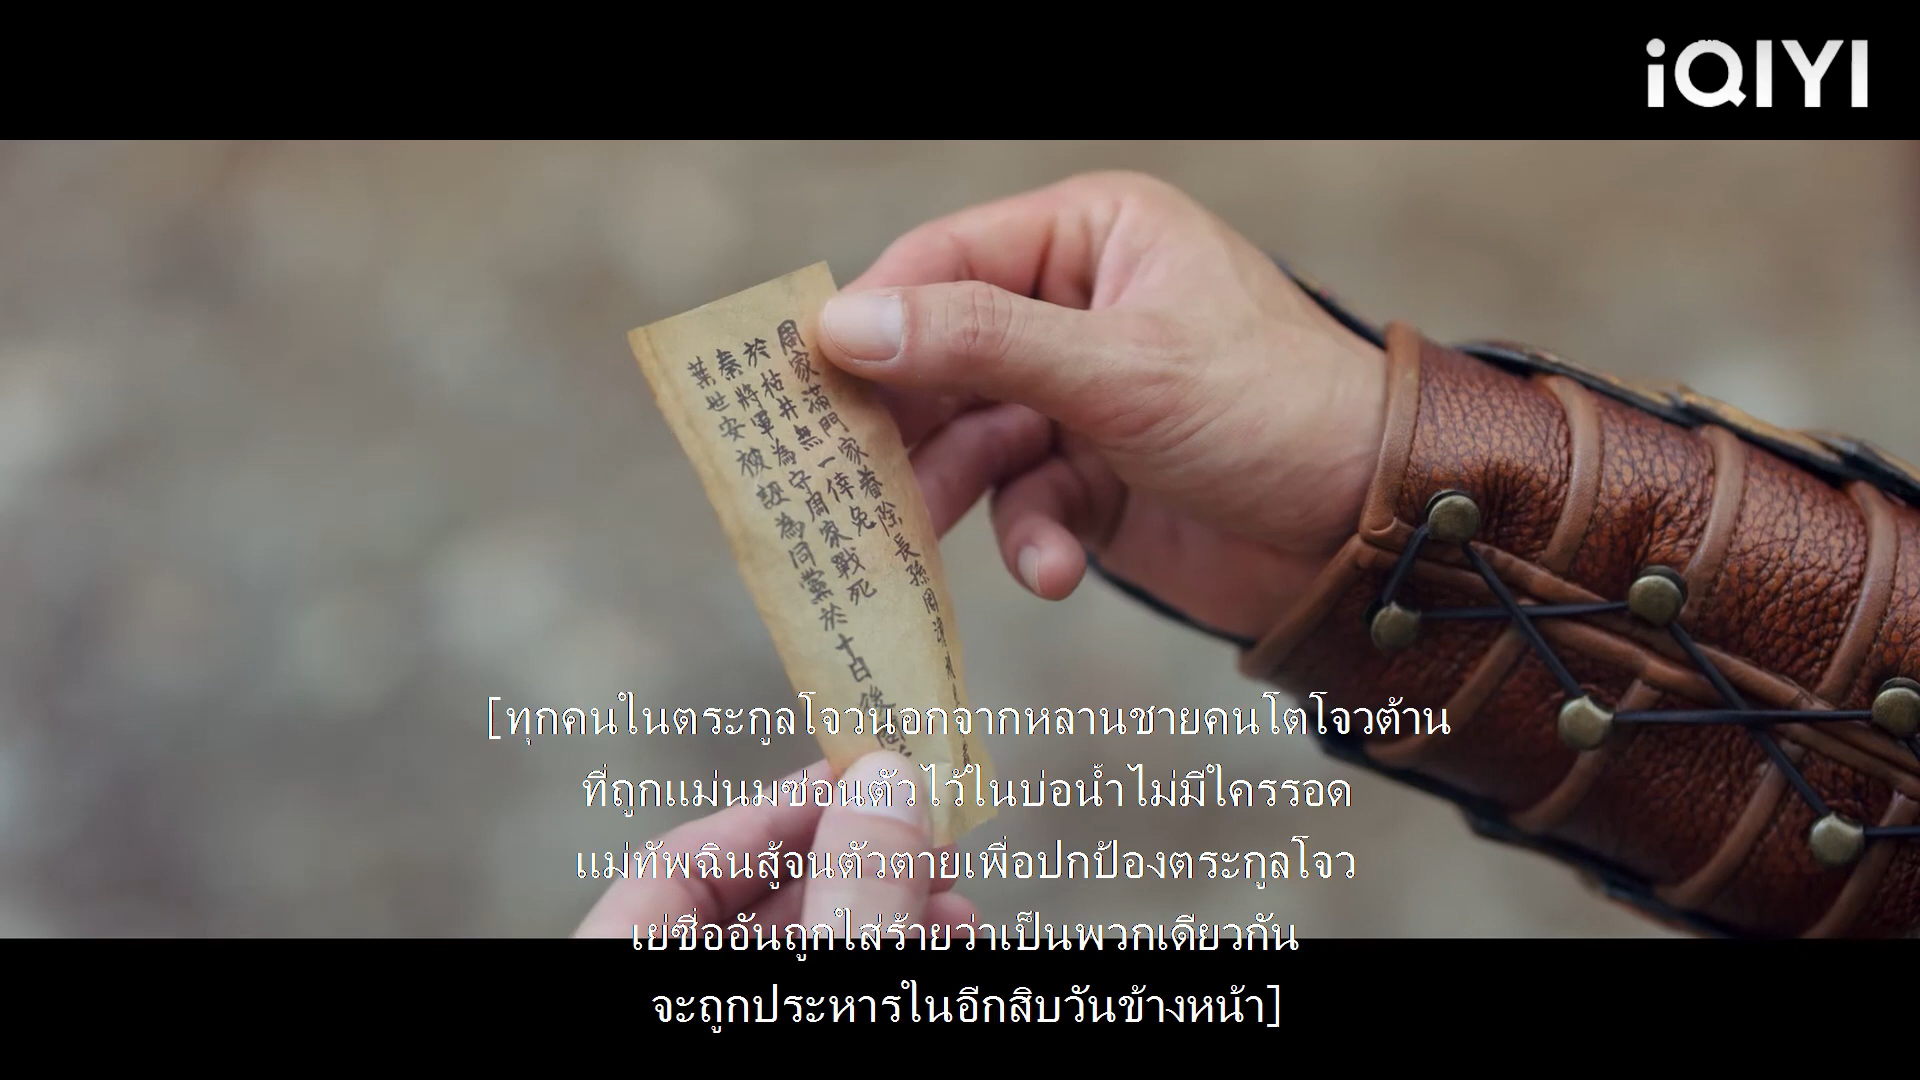 iQIYI
周家滿門家眷除長孫周
於枯井無一倖免
秦將軍為守周家戰死
葉世安被誣為同黨於十日後
[ทุกคนในตระกูลโจวนอกจากหลานชายคนโตโจวต้าน
ที่ถูกแม่นมซ่อนตัวไว้ในบ่อน้ำไม่มีใครรอด
แม่ทัพฉินสู้จนตัวตายเพื่อปกป้องตระกูลโจว
เย่ซื่ออันถูกใส่ร้ายว่าเป็นพวกเดียวกัน
จะถูกประหารในอีกสิบวันข้างหน้า]